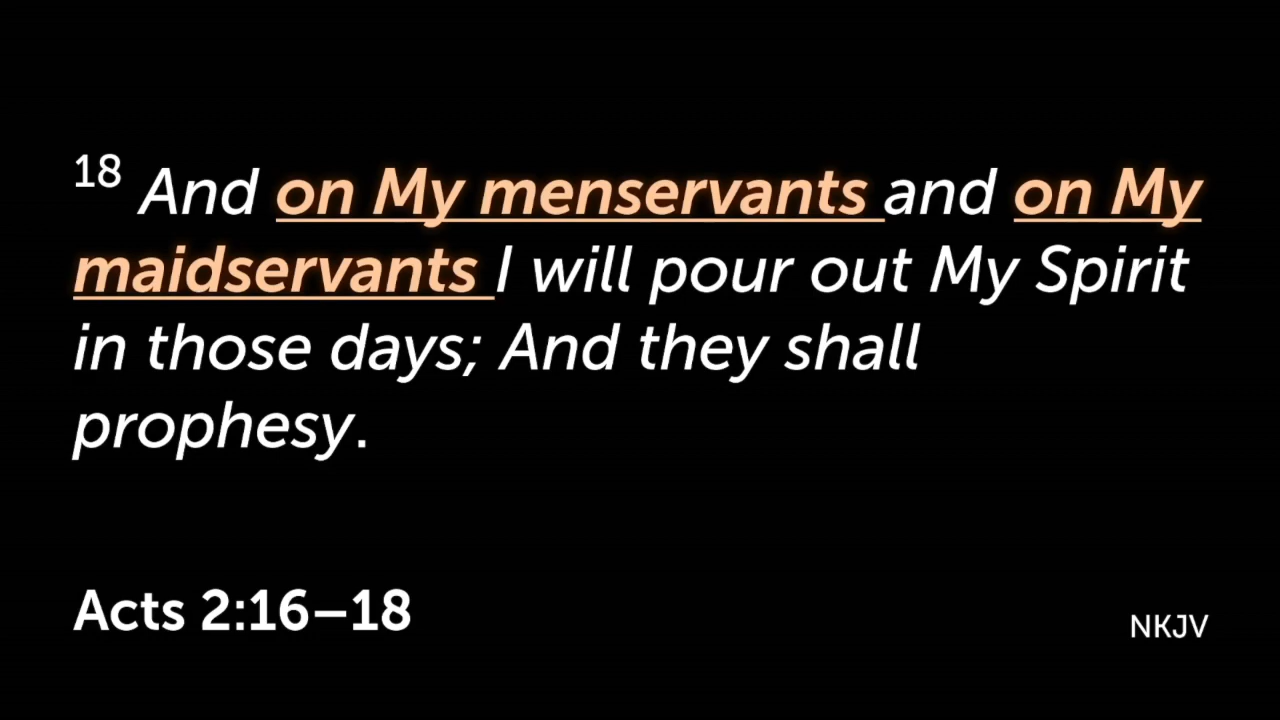 18 And on My menservants and on My
maidservants I will pour out My Spirit
in those days; And they shall
prophesy.
Acts 2:16–18
NKJV